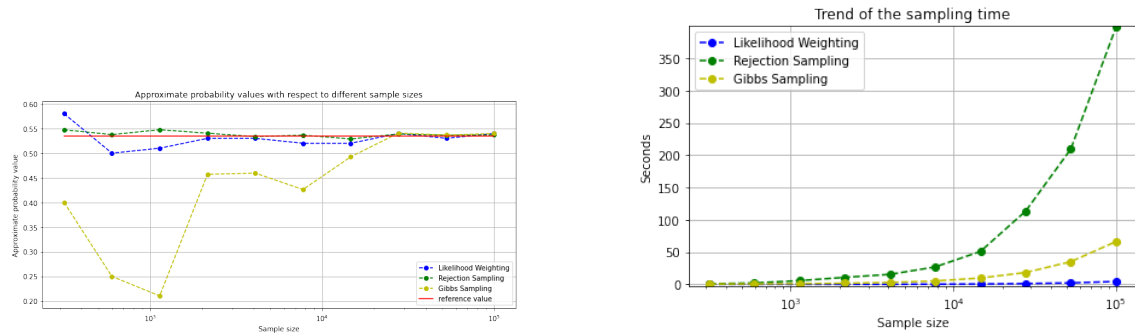 Approximate probability values with respect to different sample sizes
Approximate probability value
0.60
0.55
0.50
0.45
0.40
0.35
0.30
0.25
0.20
Likelihood Weighting
Rejection Sampling
Gibbs Sampling
reference value
10³
10⁴
10⁵
Sample size
Trend of the sampling time
Seconds
350
300
250
200
150
100
50
0
Likelihood Weighting
Rejection Sampling
Gibbs Sampling
10³
10⁴
10⁵
Sample size